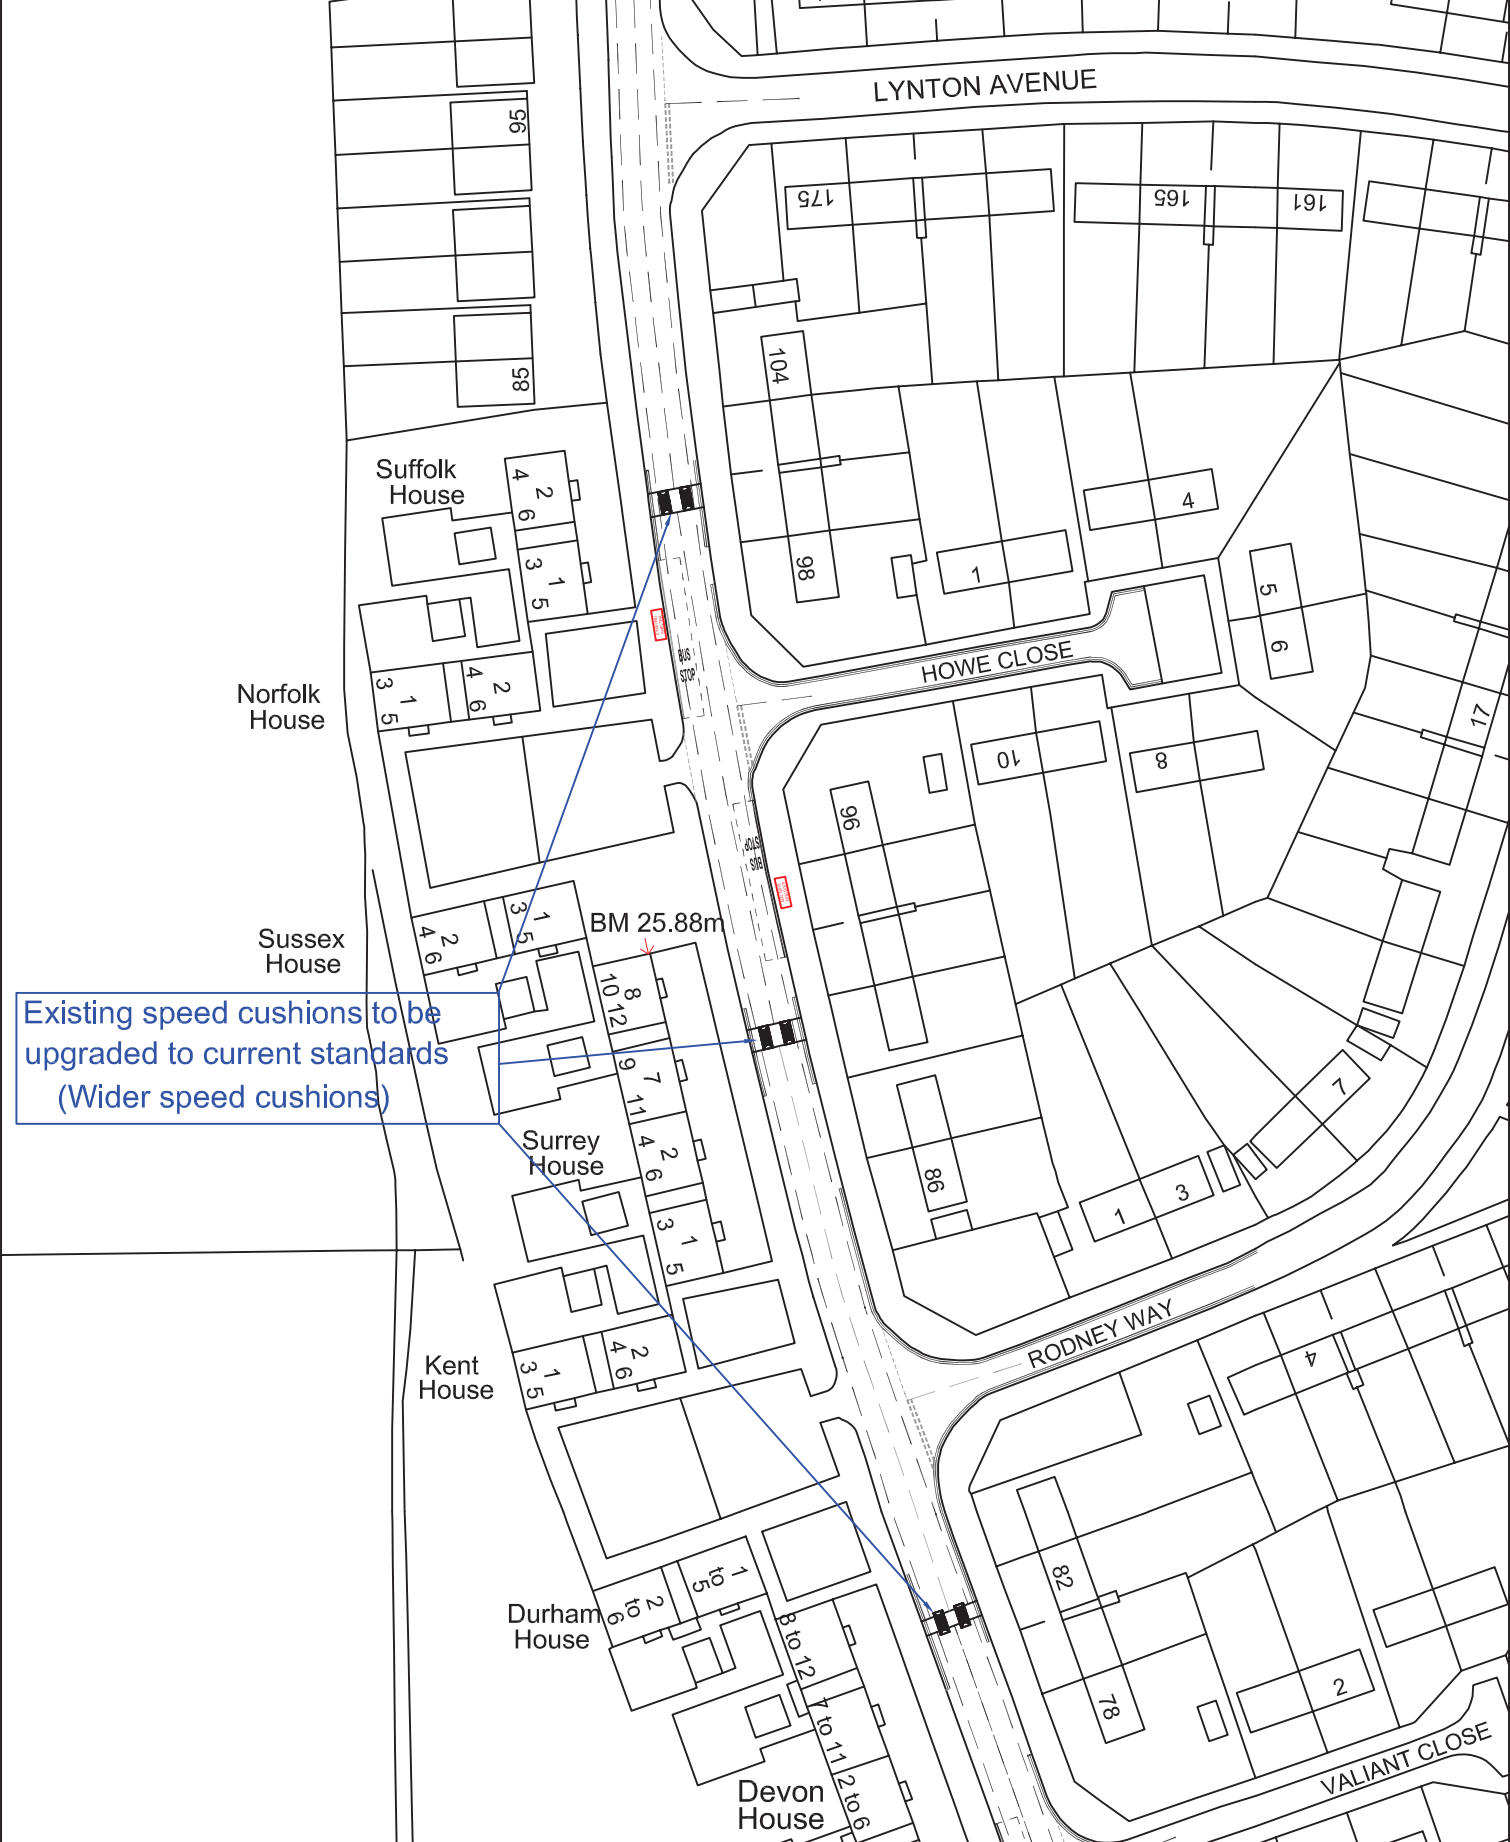 LYNTON AVENUE
95
175
165
161
104
85
Suffolk
House
4 2
6
3 1
5
4
98
1
5
6
HOWE CLOSE
BUS
STOP
Norfolk
House
3 1
5
4 2
6
17
10
8
96
BUS
STOP
Sussex
House
4 2
6
3 1
5
BM 25.88m
8
10 12
Existing speed cushions to be
upgraded to current standards
(Wider speed cushions)
9 7
11
4 2
6
3 1
5
Surrey
House
86
1
3
7
RODNEY WAY
4
Kent
House
3 1
5
4 2
6
Durham
House
2
to
6
1
to
5
8 to 12
7 to 11
2 to 6
82
78
2
Devon
House
VALIANT CLOSE